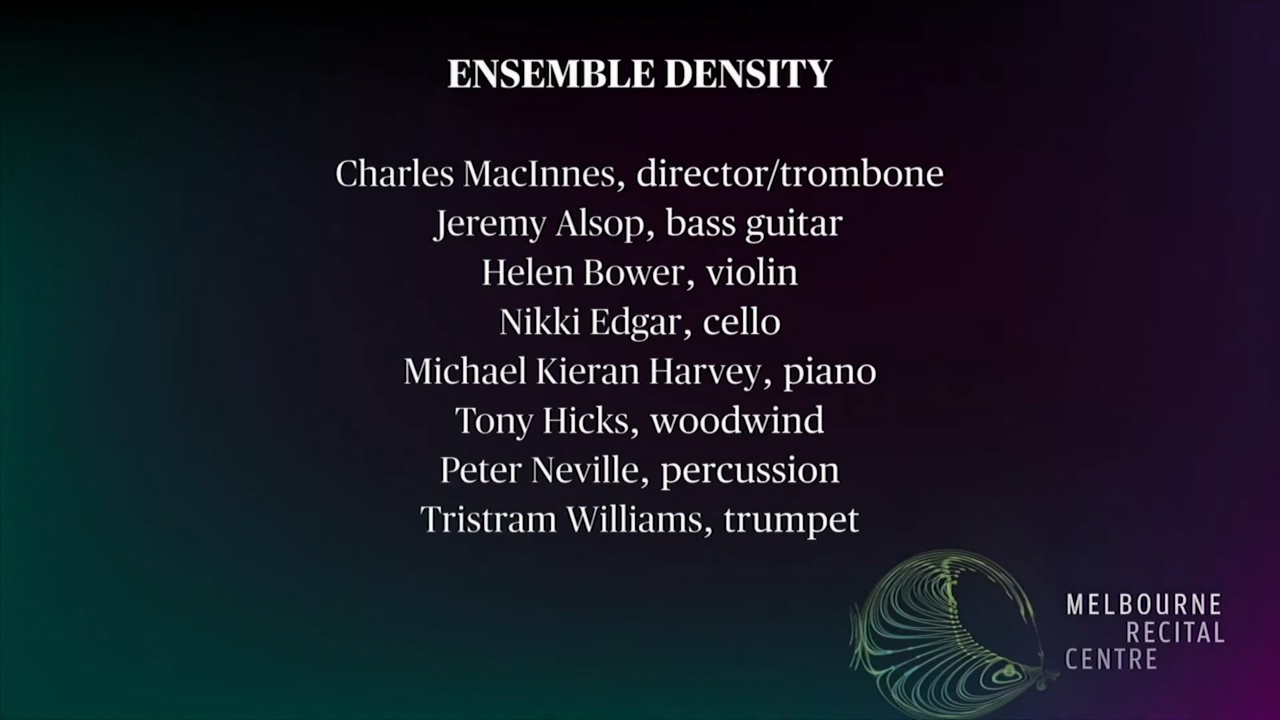 ENSEMBLE DENSITY
Charles MacInnes, director/trombone
Jeremy Alsop, bass guitar
Helen Bower, violin
Nikki Edgar, cello
Michael Kieran Harvey, piano
Tony Hicks, woodwind
Peter Neville, percussion
Tristram Williams, trumpet
MELBOURNE
RECITAL
CENTRE